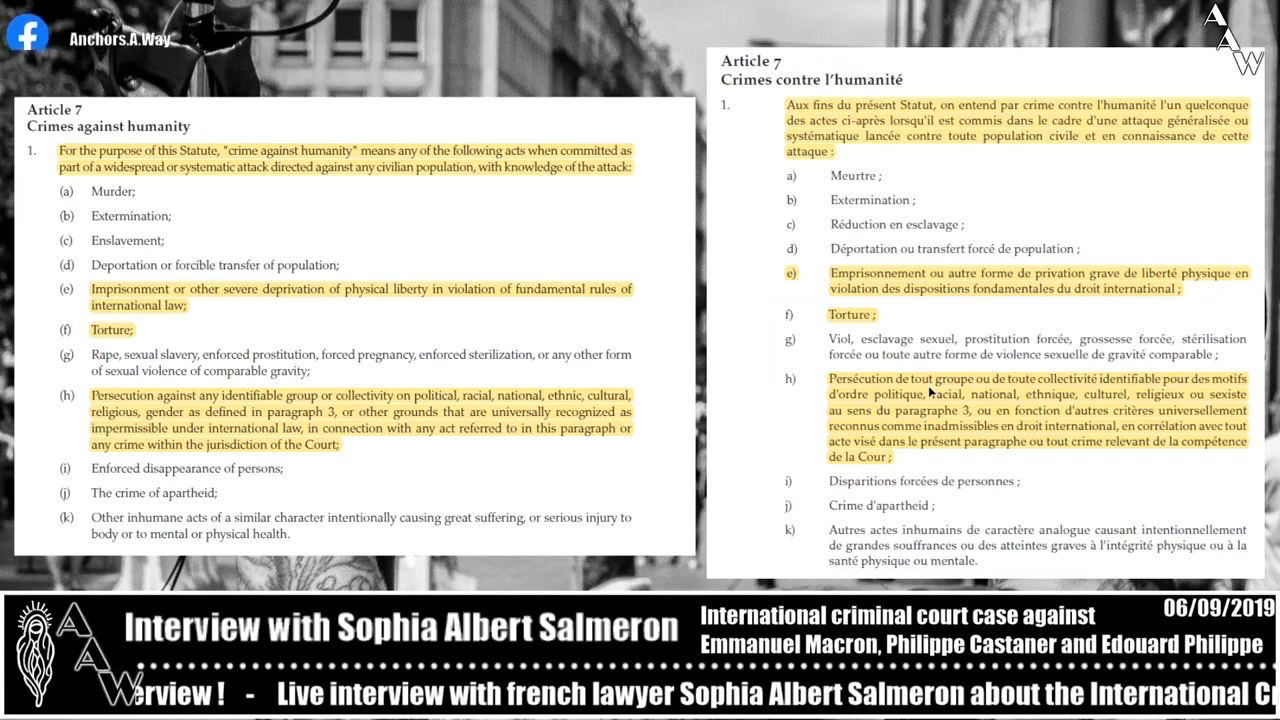 Anchors.A.Way
A
A
W
Article 7
Crimes against humanity
1. For the purpose of this Statute, "crime against humanity" means any of the following acts when committed as
part of a widespread or systematic attack directed against any civilian population, with knowledge of the attack:
(a) Murder;
(b) Extermination;
(c) Enslavement;
(d) Deportation or forcible transfer of population;
(e) Imprisonment or other severe deprivation of physical liberty in violation of fundamental rules of
international law;
(f) Torture;
(g) Rape, sexual slavery, enforced prostitution, forced pregnancy, enforced sterilization, or any other form
of sexual violence of comparable gravity;
(h) Persecution against any identifiable group or collectivity on political, racial, national, ethnic, cultural,
religious, gender as defined in paragraph 3, or other grounds that are universally recognized as
impermissible under international law, in connection with any act referred to in this paragraph or
any crime within the jurisdiction of the Court;
(i) Enforced disappearance of persons;
(j) The crime of apartheid;
(k) Other inhumane acts of a similar character intentionally causing great suffering, or serious injury to
body or to mental or physical health.
Article 7
Crimes contre l'humanité
1. Aux fins du présent Statut, on entend par crime contre l'humanité l'un quelconque
des actes ci-après lorsqu'il est commis dans le cadre d'une attaque généralisée ou
systématique lancée contre toute population civile et en connaissance de cette
attaque :
a) Meurtre ;
b) Extermination ;
c) Réduction en esclavage ;
d) Déportation ou transfert forcé de population ;
e) Emprisonnement ou autre forme de privation grave de liberté physique en
violation des dispositions fondamentales du droit international ;
f) Torture ;
g) Viol, esclavage sexuel, prostitution forcée, grossesse forcée, stérilisation
forcée ou toute autre forme de violence sexuelle de gravité comparable ;
h) Persécution de tout groupe ou de toute collectivité identifiable pour des motifs
d'ordre politique, racial, national, ethnique, culturel, religieux ou sexiste
au sens du paragraphe 3, ou en fonction d'autres critères universellement
reconnus comme inadmissibles en droit international, en corrélation avec tout
acte visé dans le présent paragraphe ou tout crime relevant de la compétence
de la Cour ;
i) Disparitions forcées de personnes ;
j) Crime d'apartheid ;
k) Autres actes inhumains de caractère analogue causant intentionnellement
de grandes souffrances ou des atteintes graves à l'intégrité physique ou à la
santé physique ou mentale.
A
A
W
Interview with Sophia Albert Salmeron
International criminal court case against
Emmanuel Macron, Philippe Castaner and Edouard Philippe
06/09/2019
erview ! - Live interview with french lawyer Sophia Albert Salmeron about the International C